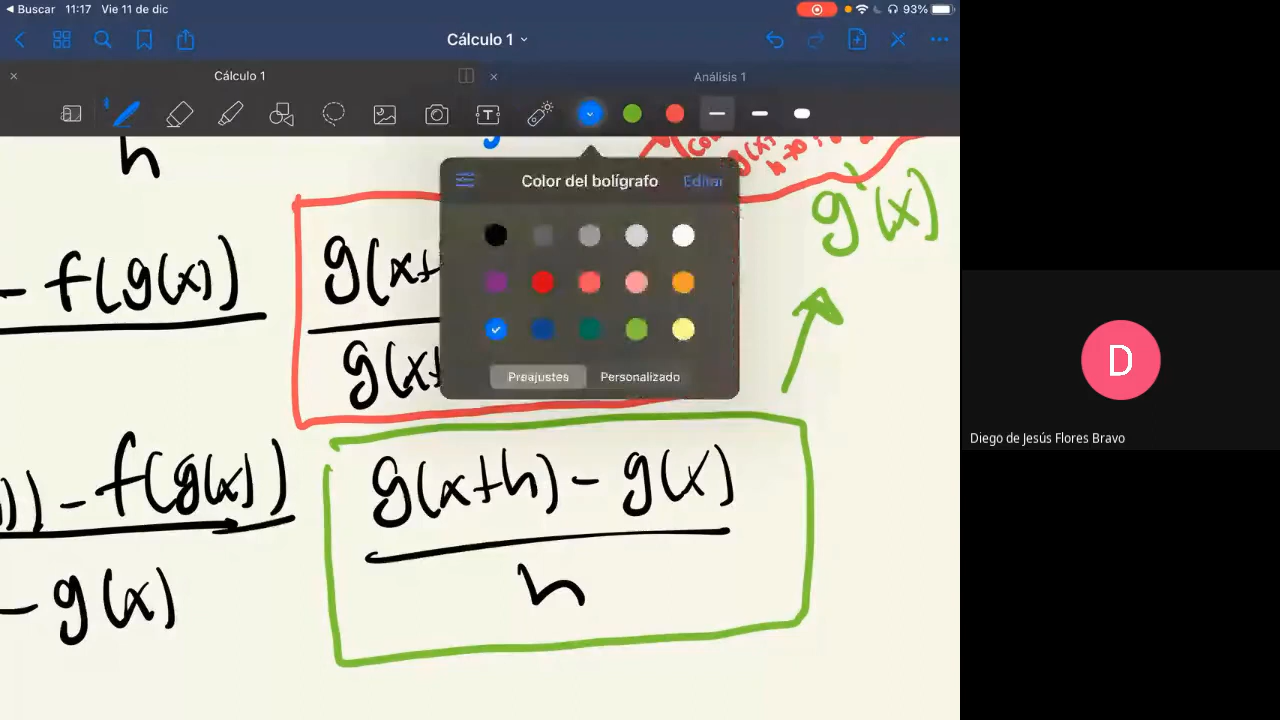 Buscar 11:17 Vie 11 de dic 93%
Cálculo 1
Cálculo 1 Análisis 1
T
h
Color del bolígrafo Editar
g'(x)
- f(g(x)) g(x+
g(x+
Preajustes Personalizado
)) - f(g(x)) g(x+h) - g(x)
- g(x) h
Diego de Jesús Flores Bravo
D